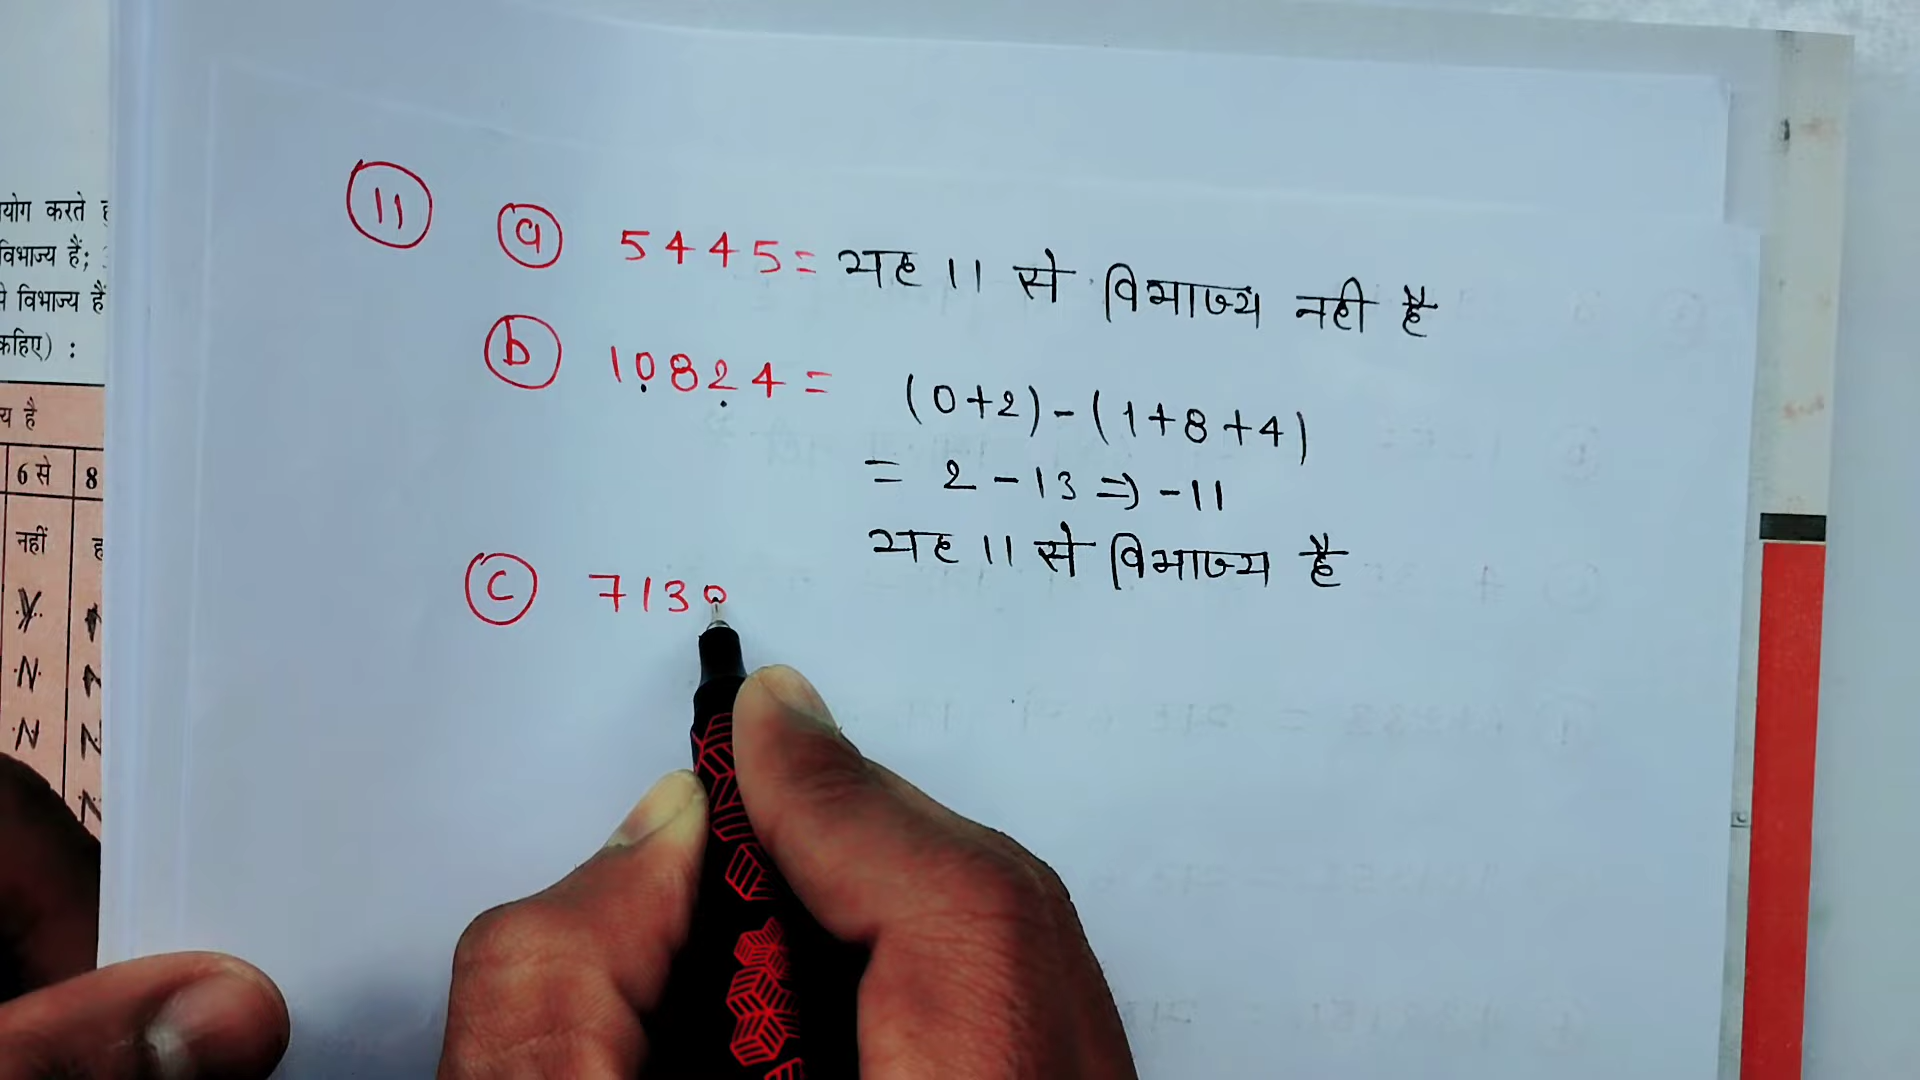 योग करते
विभाज्य हैं;
से विभाज्य हैं
कहिए) :
य है
6 से 8
नहीं
Y
N
N N
N
11 a 5445= यह 11 से विभाज्य नही है
b 10824 = (0+2)-(1+8+4)
= 2-13 => -11
यह 11 से विभाज्य है
c 7130